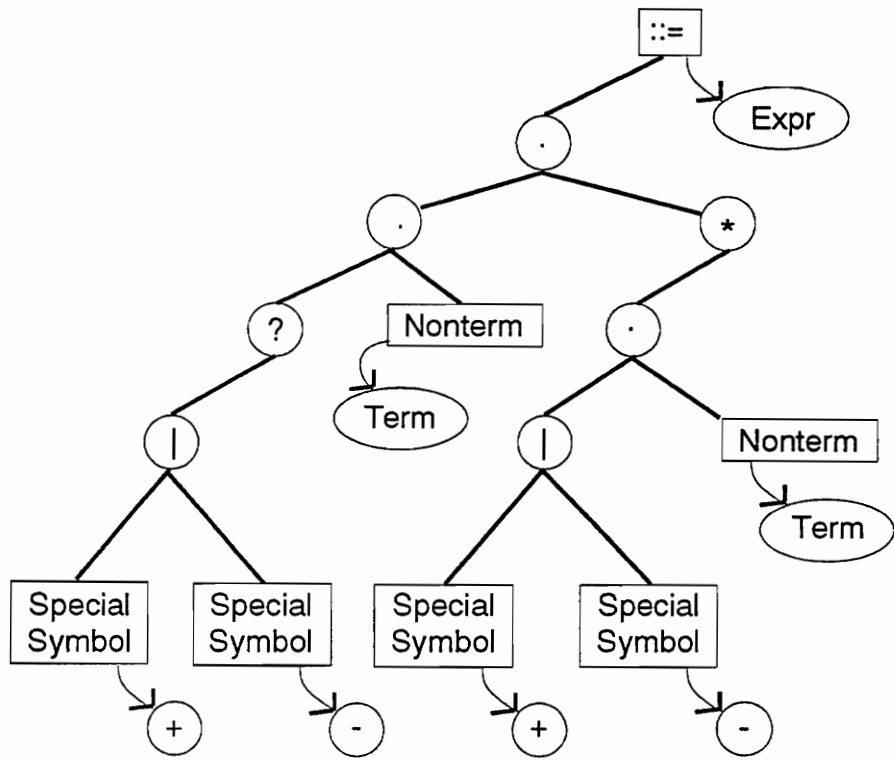 ::=
Expr
.
.
*
?
Nonterm
.
Term
|
|
Nonterm
Term
Special
Symbol
Special
Symbol
Special
Symbol
Special
Symbol
+
-
+
-